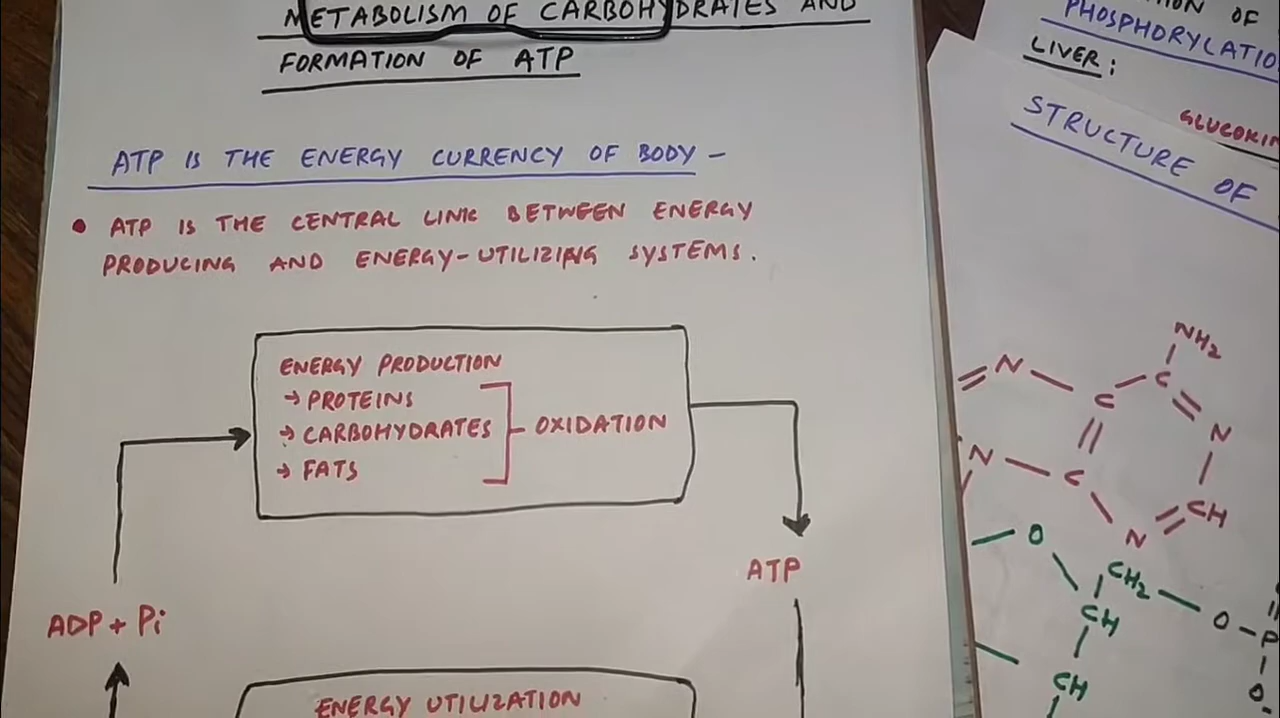 METABOLISM OF CARBOHYDRATES AND
FORMATION OF ATP
ATP IS THE ENERGY CURRENCY OF BODY -
• ATP IS THE CENTRAL LINK BETWEEN ENERGY
PRODUCING AND ENERGY-UTILIZING SYSTEMS.
ENERGY PRODUCTION
→ PROTEINS
→ CARBOHYDRATES
→ FATS
OXIDATION
ATP
ADP + Pi
ENERGY UTILIZATION
OF
LIVER:
STRUCTURE OF
NH2
N
C
C
N
N
C
CH
N
O
CH2
O
P
CH
CH
O